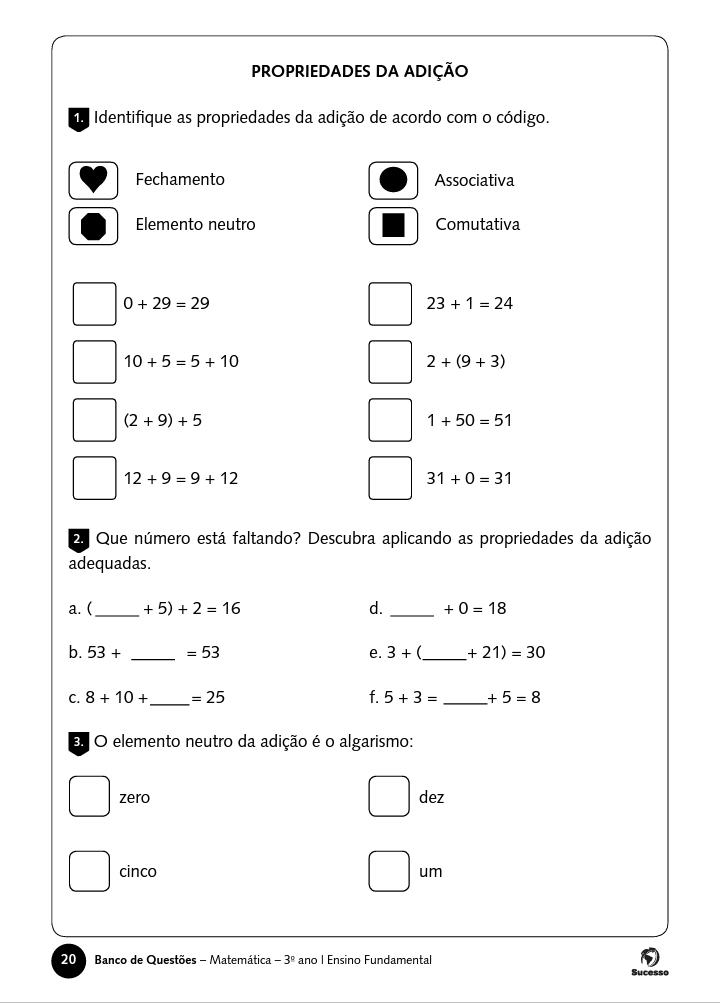 PROPRIEDADES DA ADIÇÃO
1. Identifique as propriedades da adição de acordo com o código.
Fechamento
Associativa
Elemento neutro
Comutativa
0 + 29 = 29
23 + 1 = 24
10 + 5 = 5 + 10
2 + (9 + 3)
(2 + 9) + 5
1 + 50 = 51
12 + 9 = 9 + 12
31 + 0 = 31
2. Que número está faltando? Descubra aplicando as propriedades da adição
adequadas.
a. ( _____ + 5) + 2 = 16
d. _____ + 0 = 18
b. 53 + _____ = 53
e. 3 + (_____+ 21) = 30
c. 8 + 10 +_____= 25
f. 5 + 3 = _____+ 5 = 8
3. O elemento neutro da adição é o algarismo:
zero
dez
cinco
um
20 Banco de Questões – Matemática – 3º ano I Ensino Fundamental
Sucesso